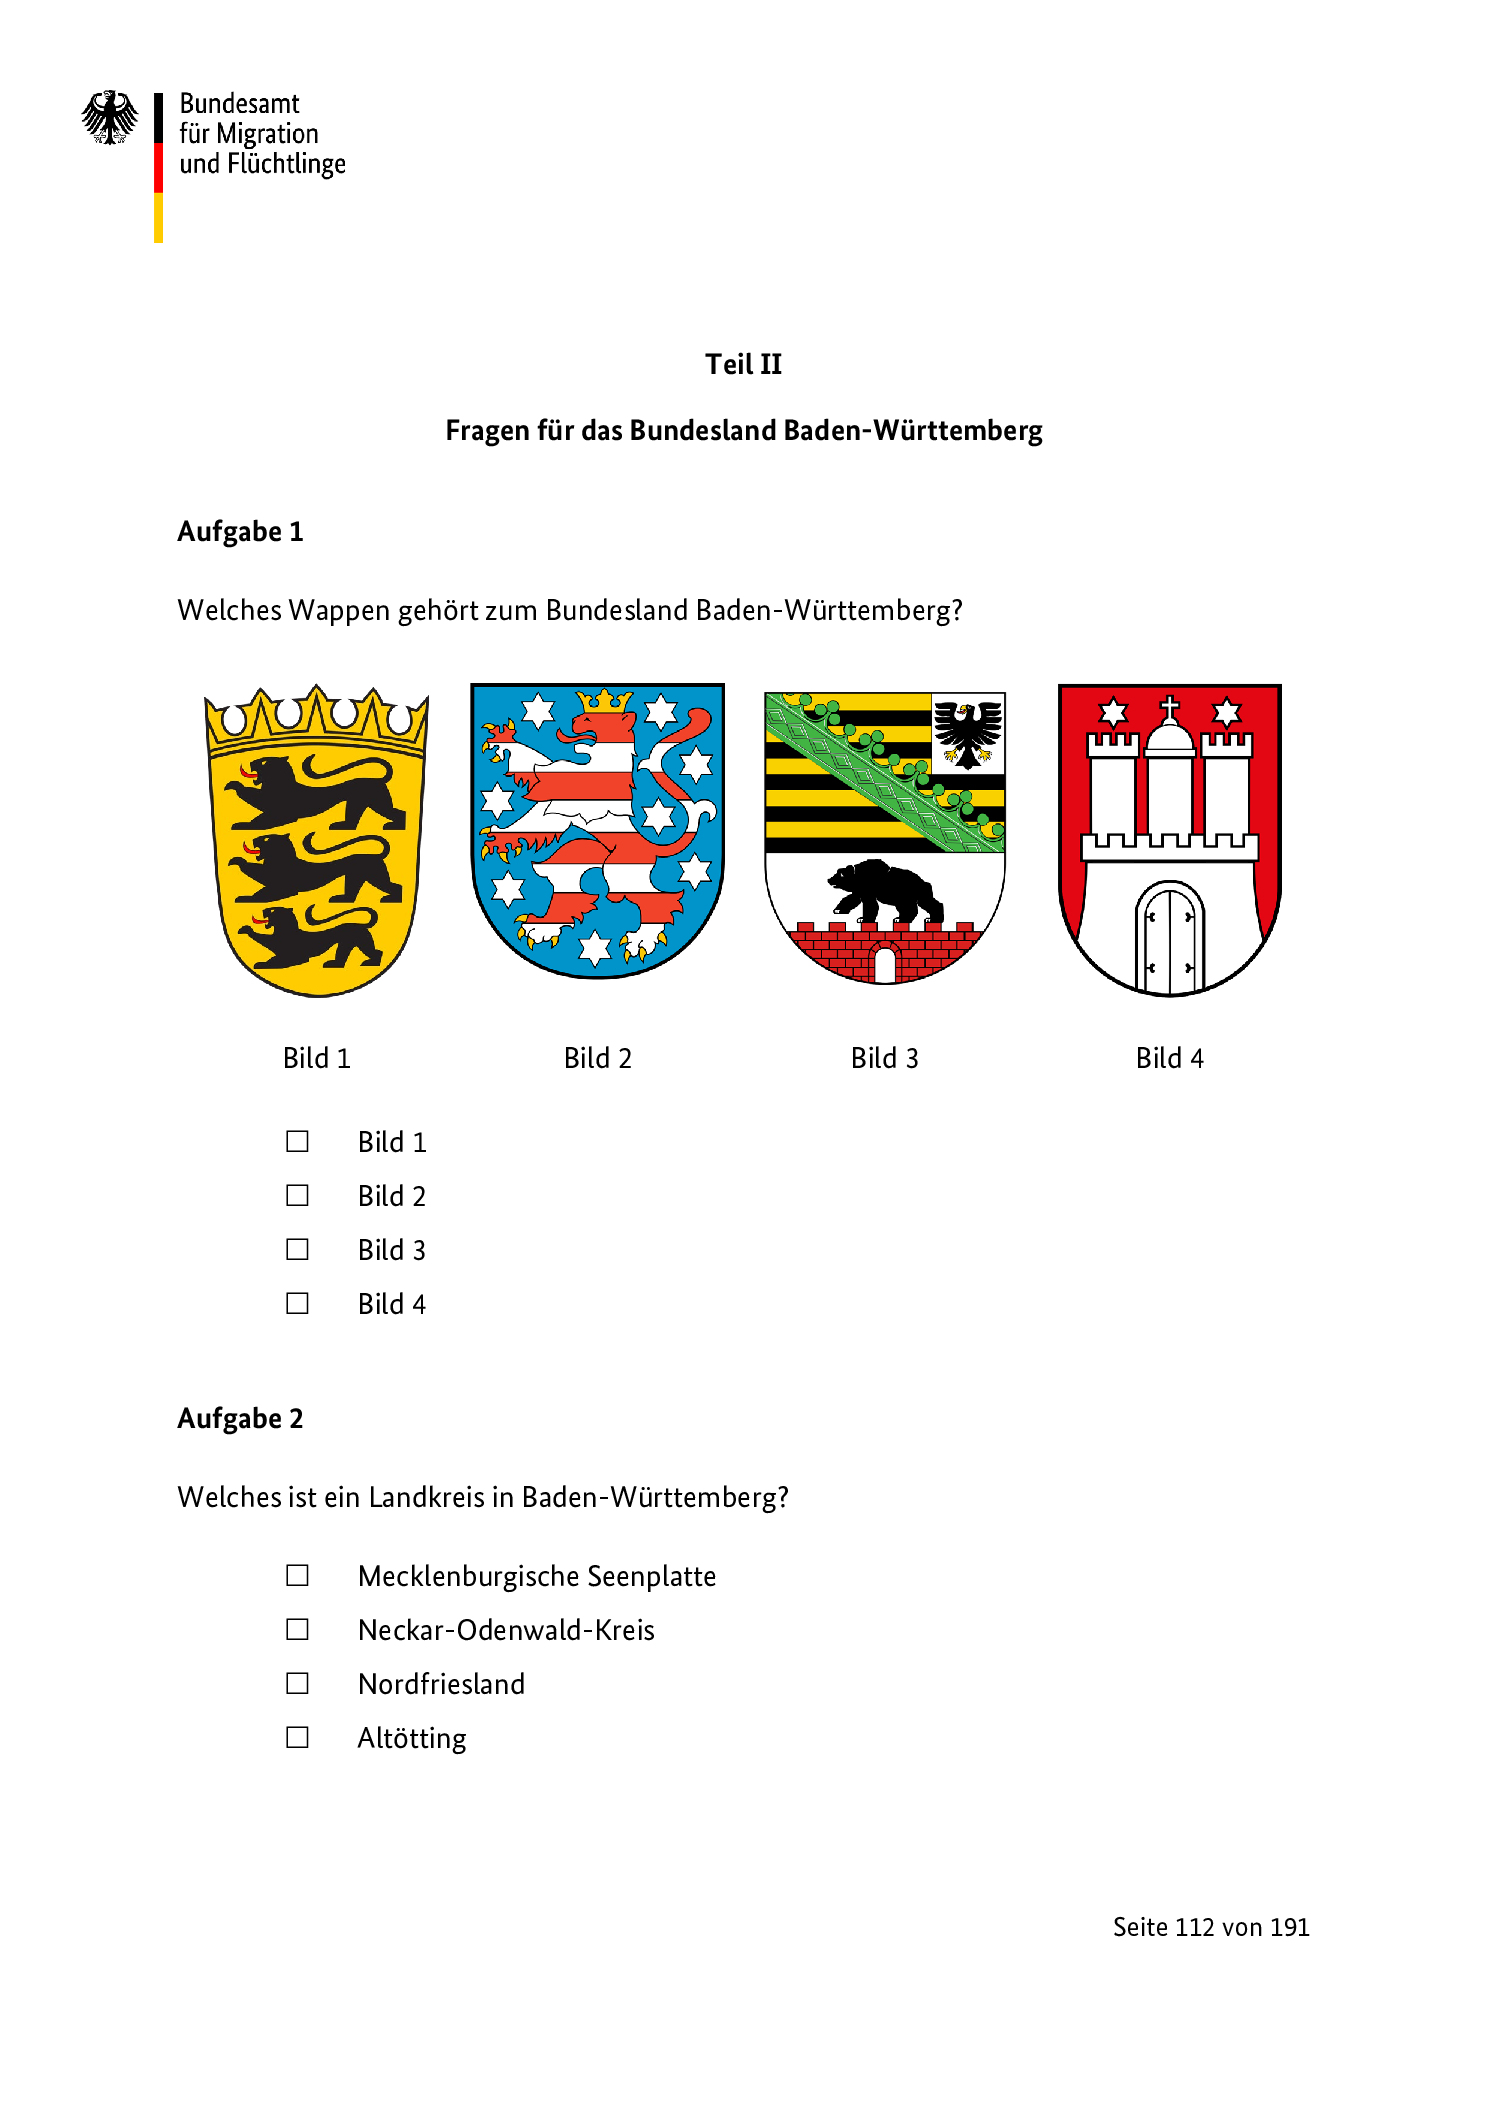 Bundesamt
für Migration
und Flüchtlinge
Teil II
Fragen für das Bundesland Baden-Württemberg
Aufgabe 1
Welches Wappen gehört zum Bundesland Baden-Württemberg?
Bild 1 Bild 2 Bild 3 Bild 4
☐ Bild 1
☐ Bild 2
☐ Bild 3
☐ Bild 4
Aufgabe 2
Welches ist ein Landkreis in Baden-Württemberg?
☐ Mecklenburgische Seenplatte
☐ Neckar-Odenwald-Kreis
☐ Nordfriesland
☐ Altötting
Seite 112 von 191